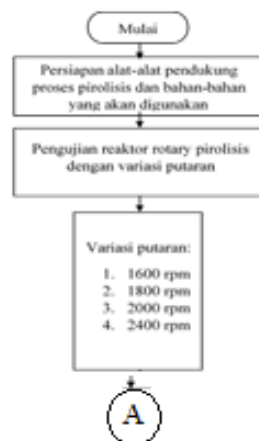 Mulai
Persiapan alat-alat pendukung
proses pirolisis dan bahan-bahan
yang akan digunakan
Pengujian reaktor rotary pirolisis
dengan variasi putaran
Variasi putaran:
1. 1600 rpm
2. 1800 rpm
3. 2000 rpm
4. 2400 rpm
A